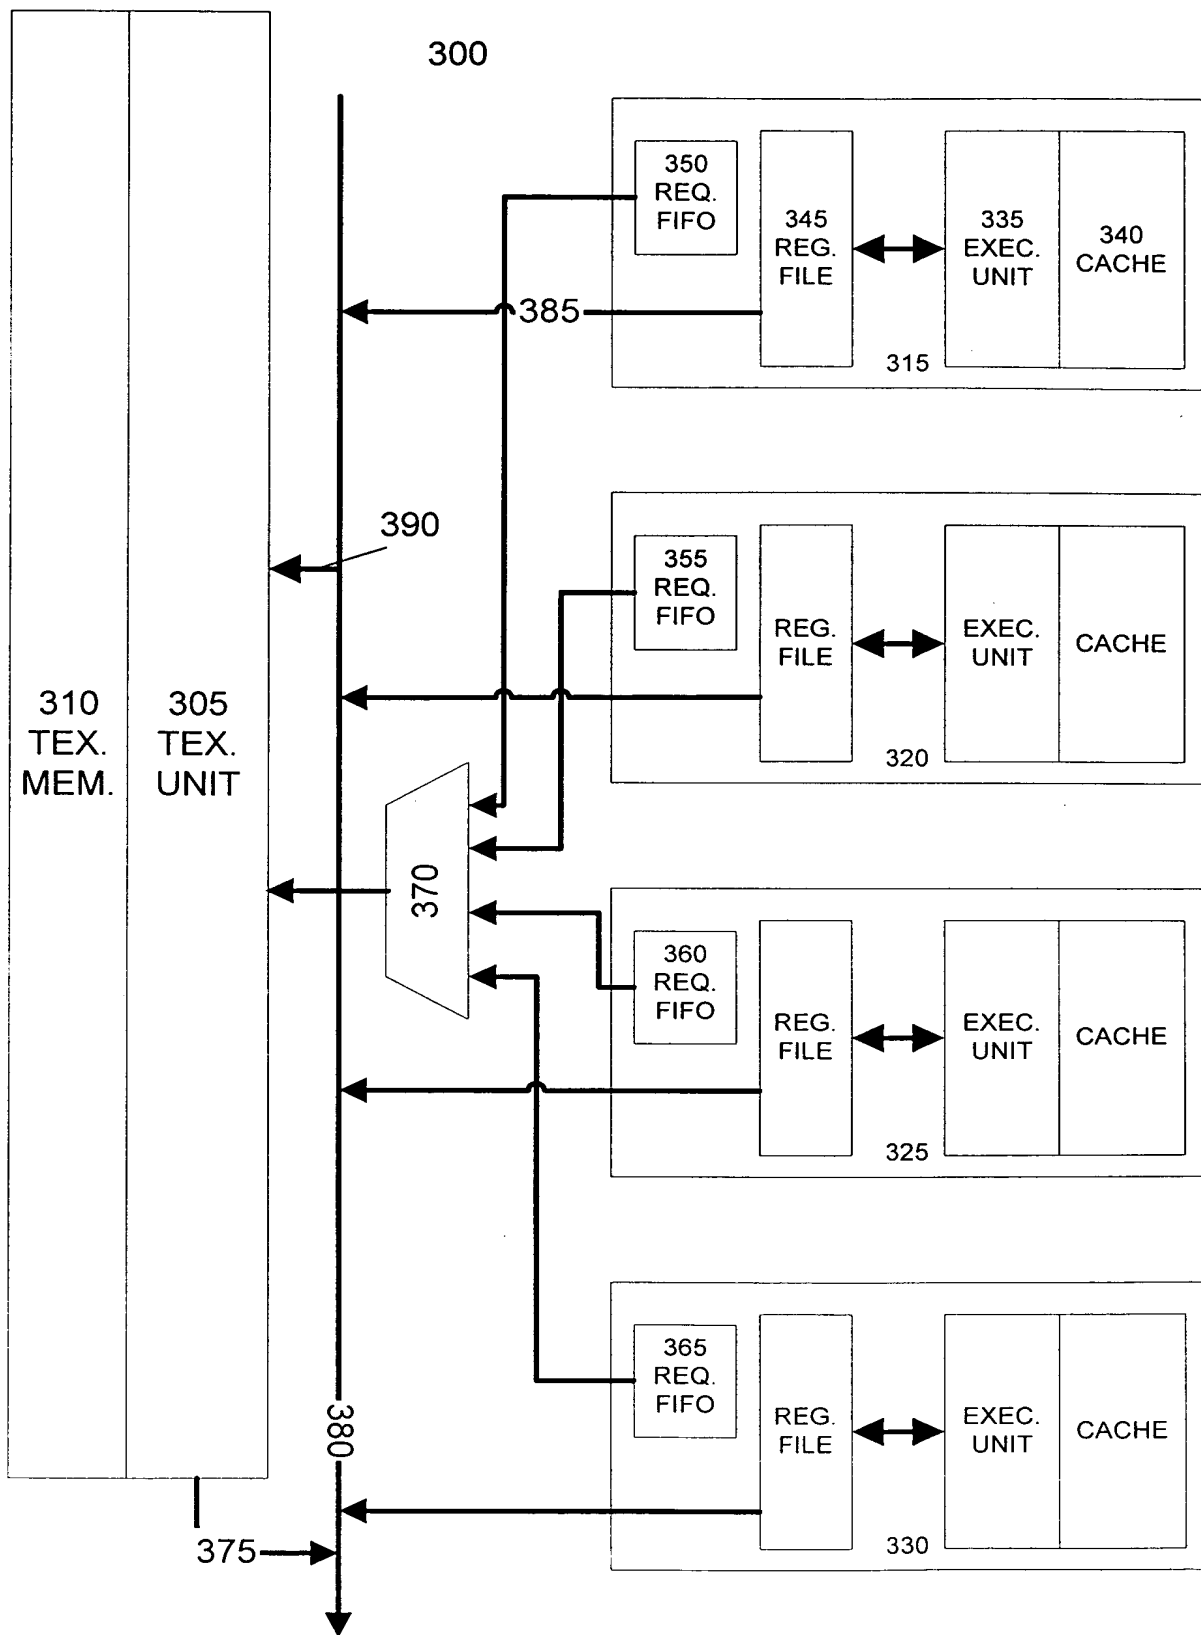 300
350
REQ.
FIFO
345
REG.
FILE
335
EXEC.
UNIT
340
CACHE
385
315
390
355
REQ.
FIFO
REG.
FILE
EXEC.
UNIT
CACHE
320
310
TEX.
MEM.
305
TEX.
UNIT
370
360
REQ.
FIFO
REG.
FILE
EXEC.
UNIT
CACHE
325
365
REQ.
FIFO
REG.
FILE
EXEC.
UNIT
CACHE
330
380
375